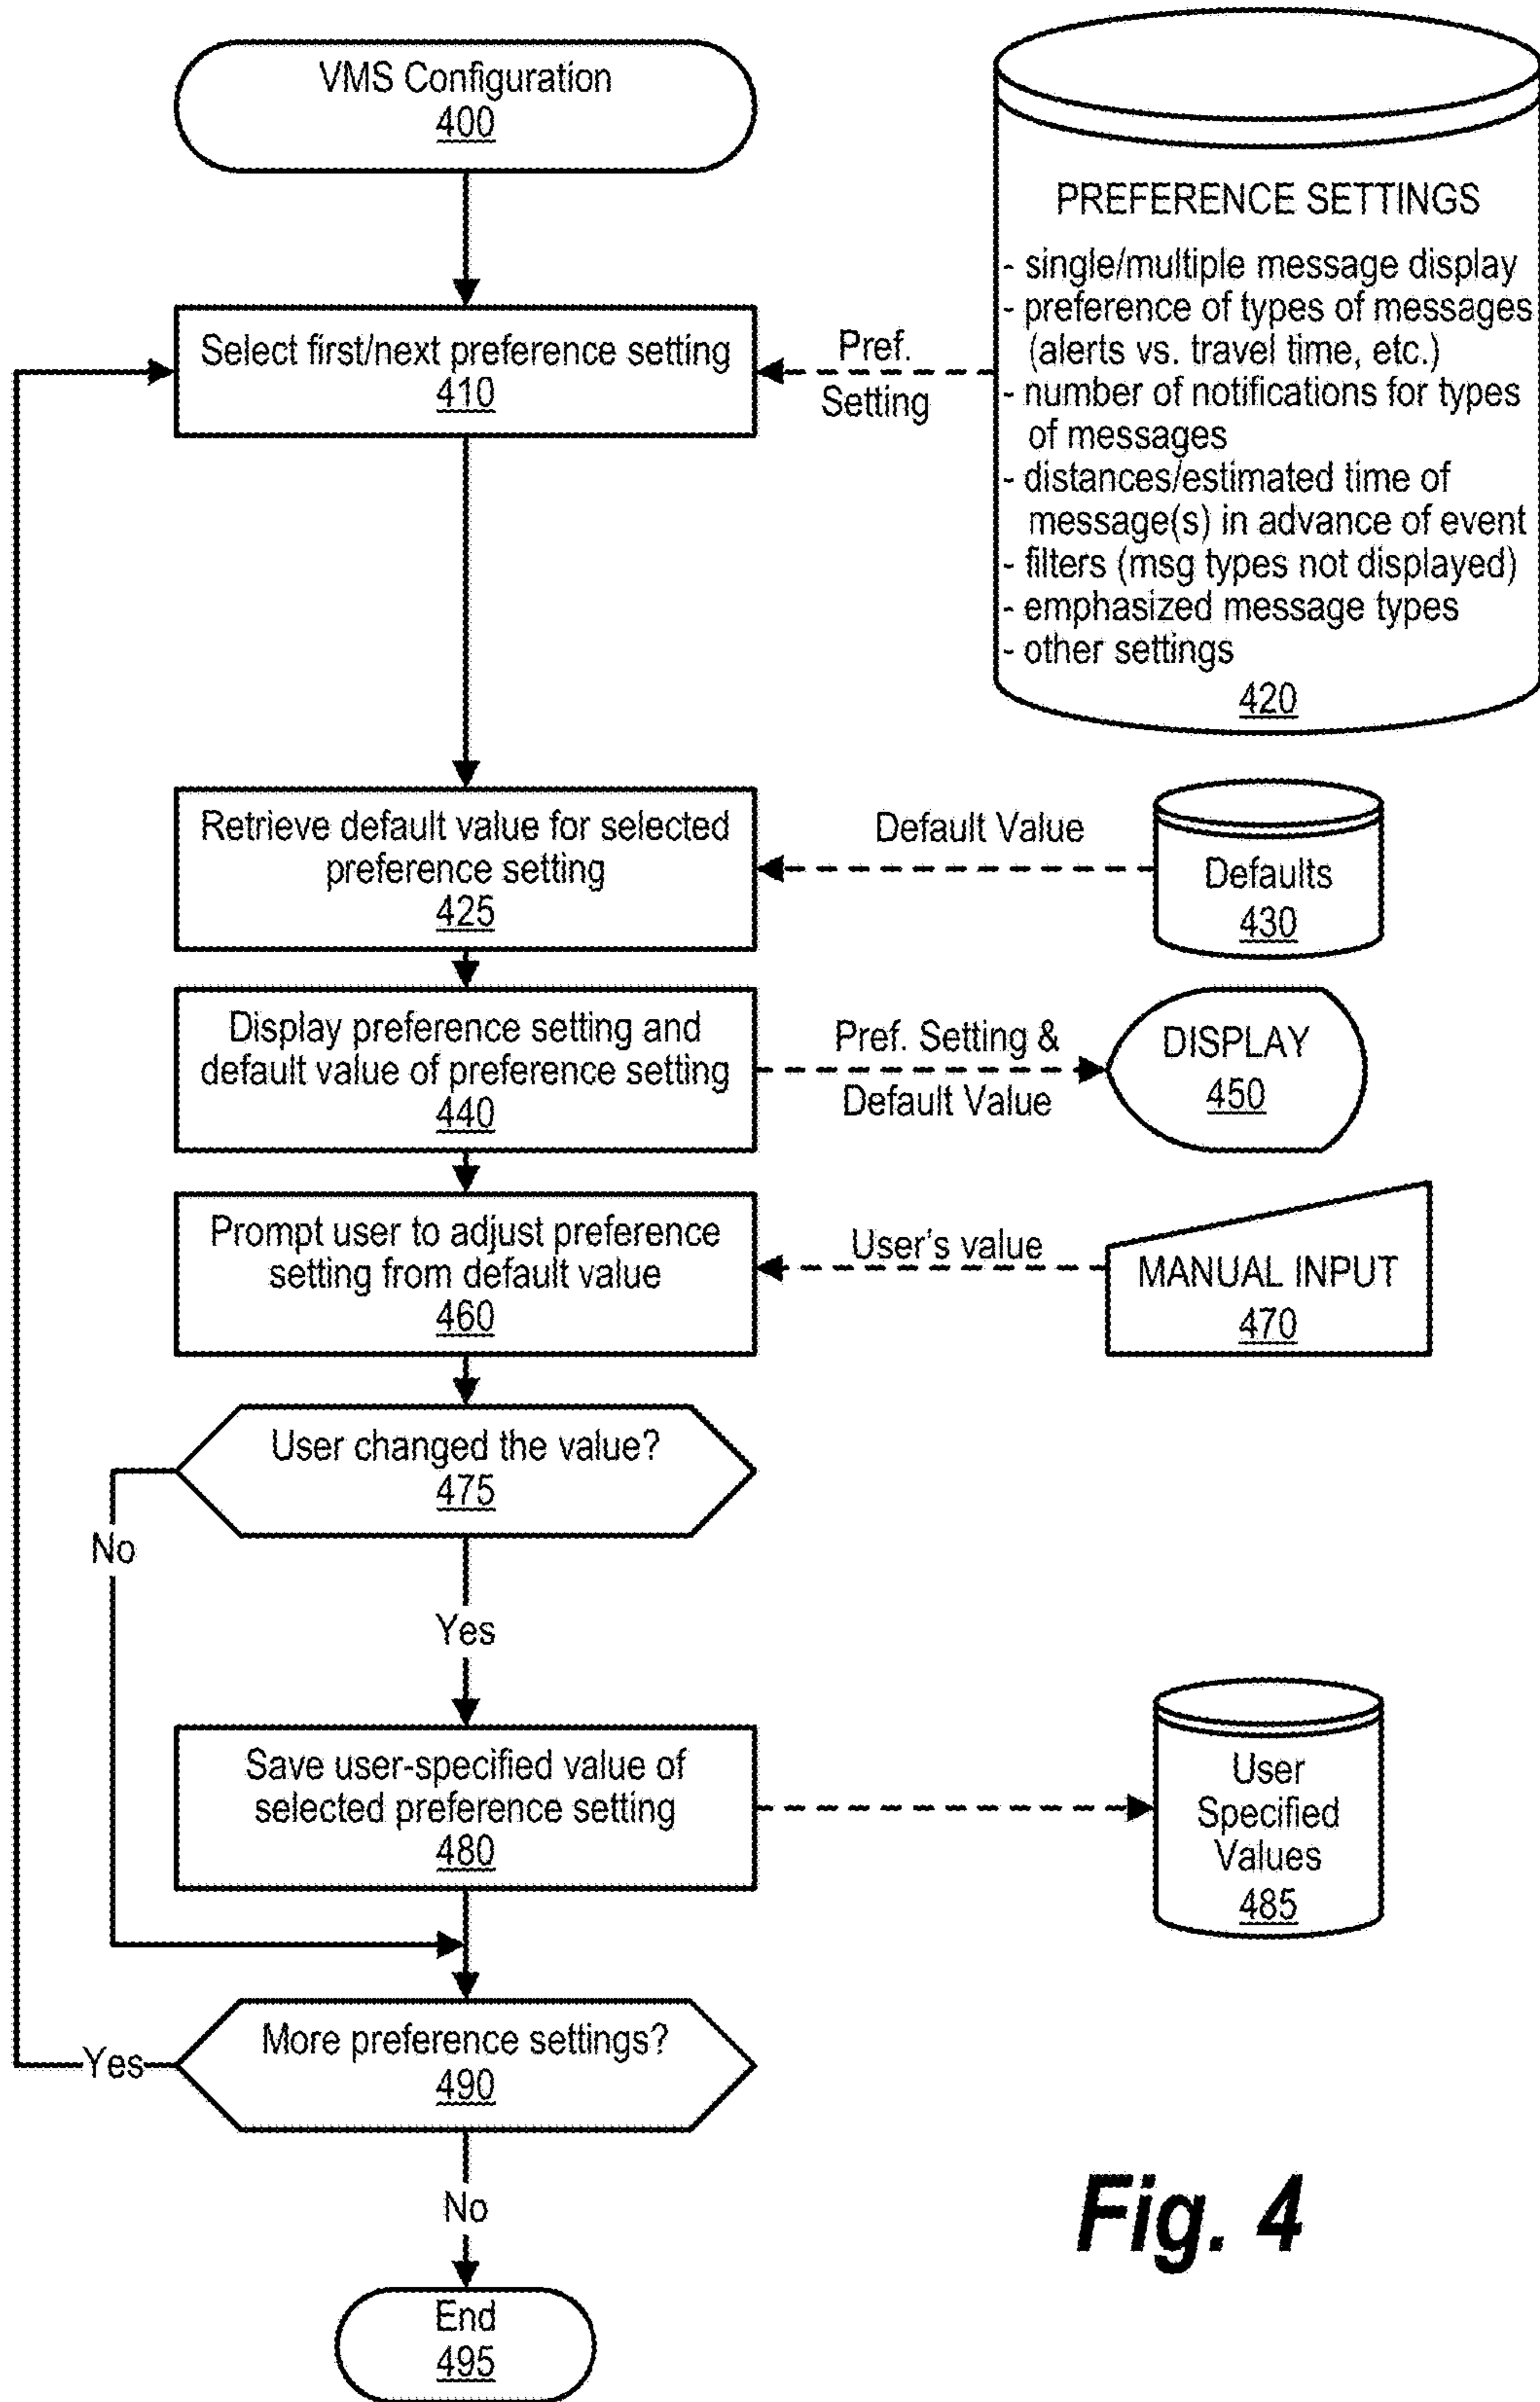 VMS Configuration
400
PREFERENCE SETTINGS
- single/multiple message display
- preference of types of messages
(alerts vs. travel time, etc.)
- number of notifications for types
of messages
- distances/estimated time of
message(s) in advance of event
- filters (msg types not displayed)
- emphasized message types
- other settings
420
Select first/next preference setting
410
Pref.
Setting
Retrieve default value for selected
preference setting
425
Default Value
Defaults
430
Display preference setting and
default value of preference setting
440
Pref. Setting &
Default Value
DISPLAY
450
Prompt user to adjust preference
setting from default value
460
User's value
MANUAL INPUT
470
User changed the value?
475
No
Yes
Save user-specified value of
selected preference setting
480
User
Specified
Values
485
More preference settings?
490
Yes
No
End
495
Fig. 4